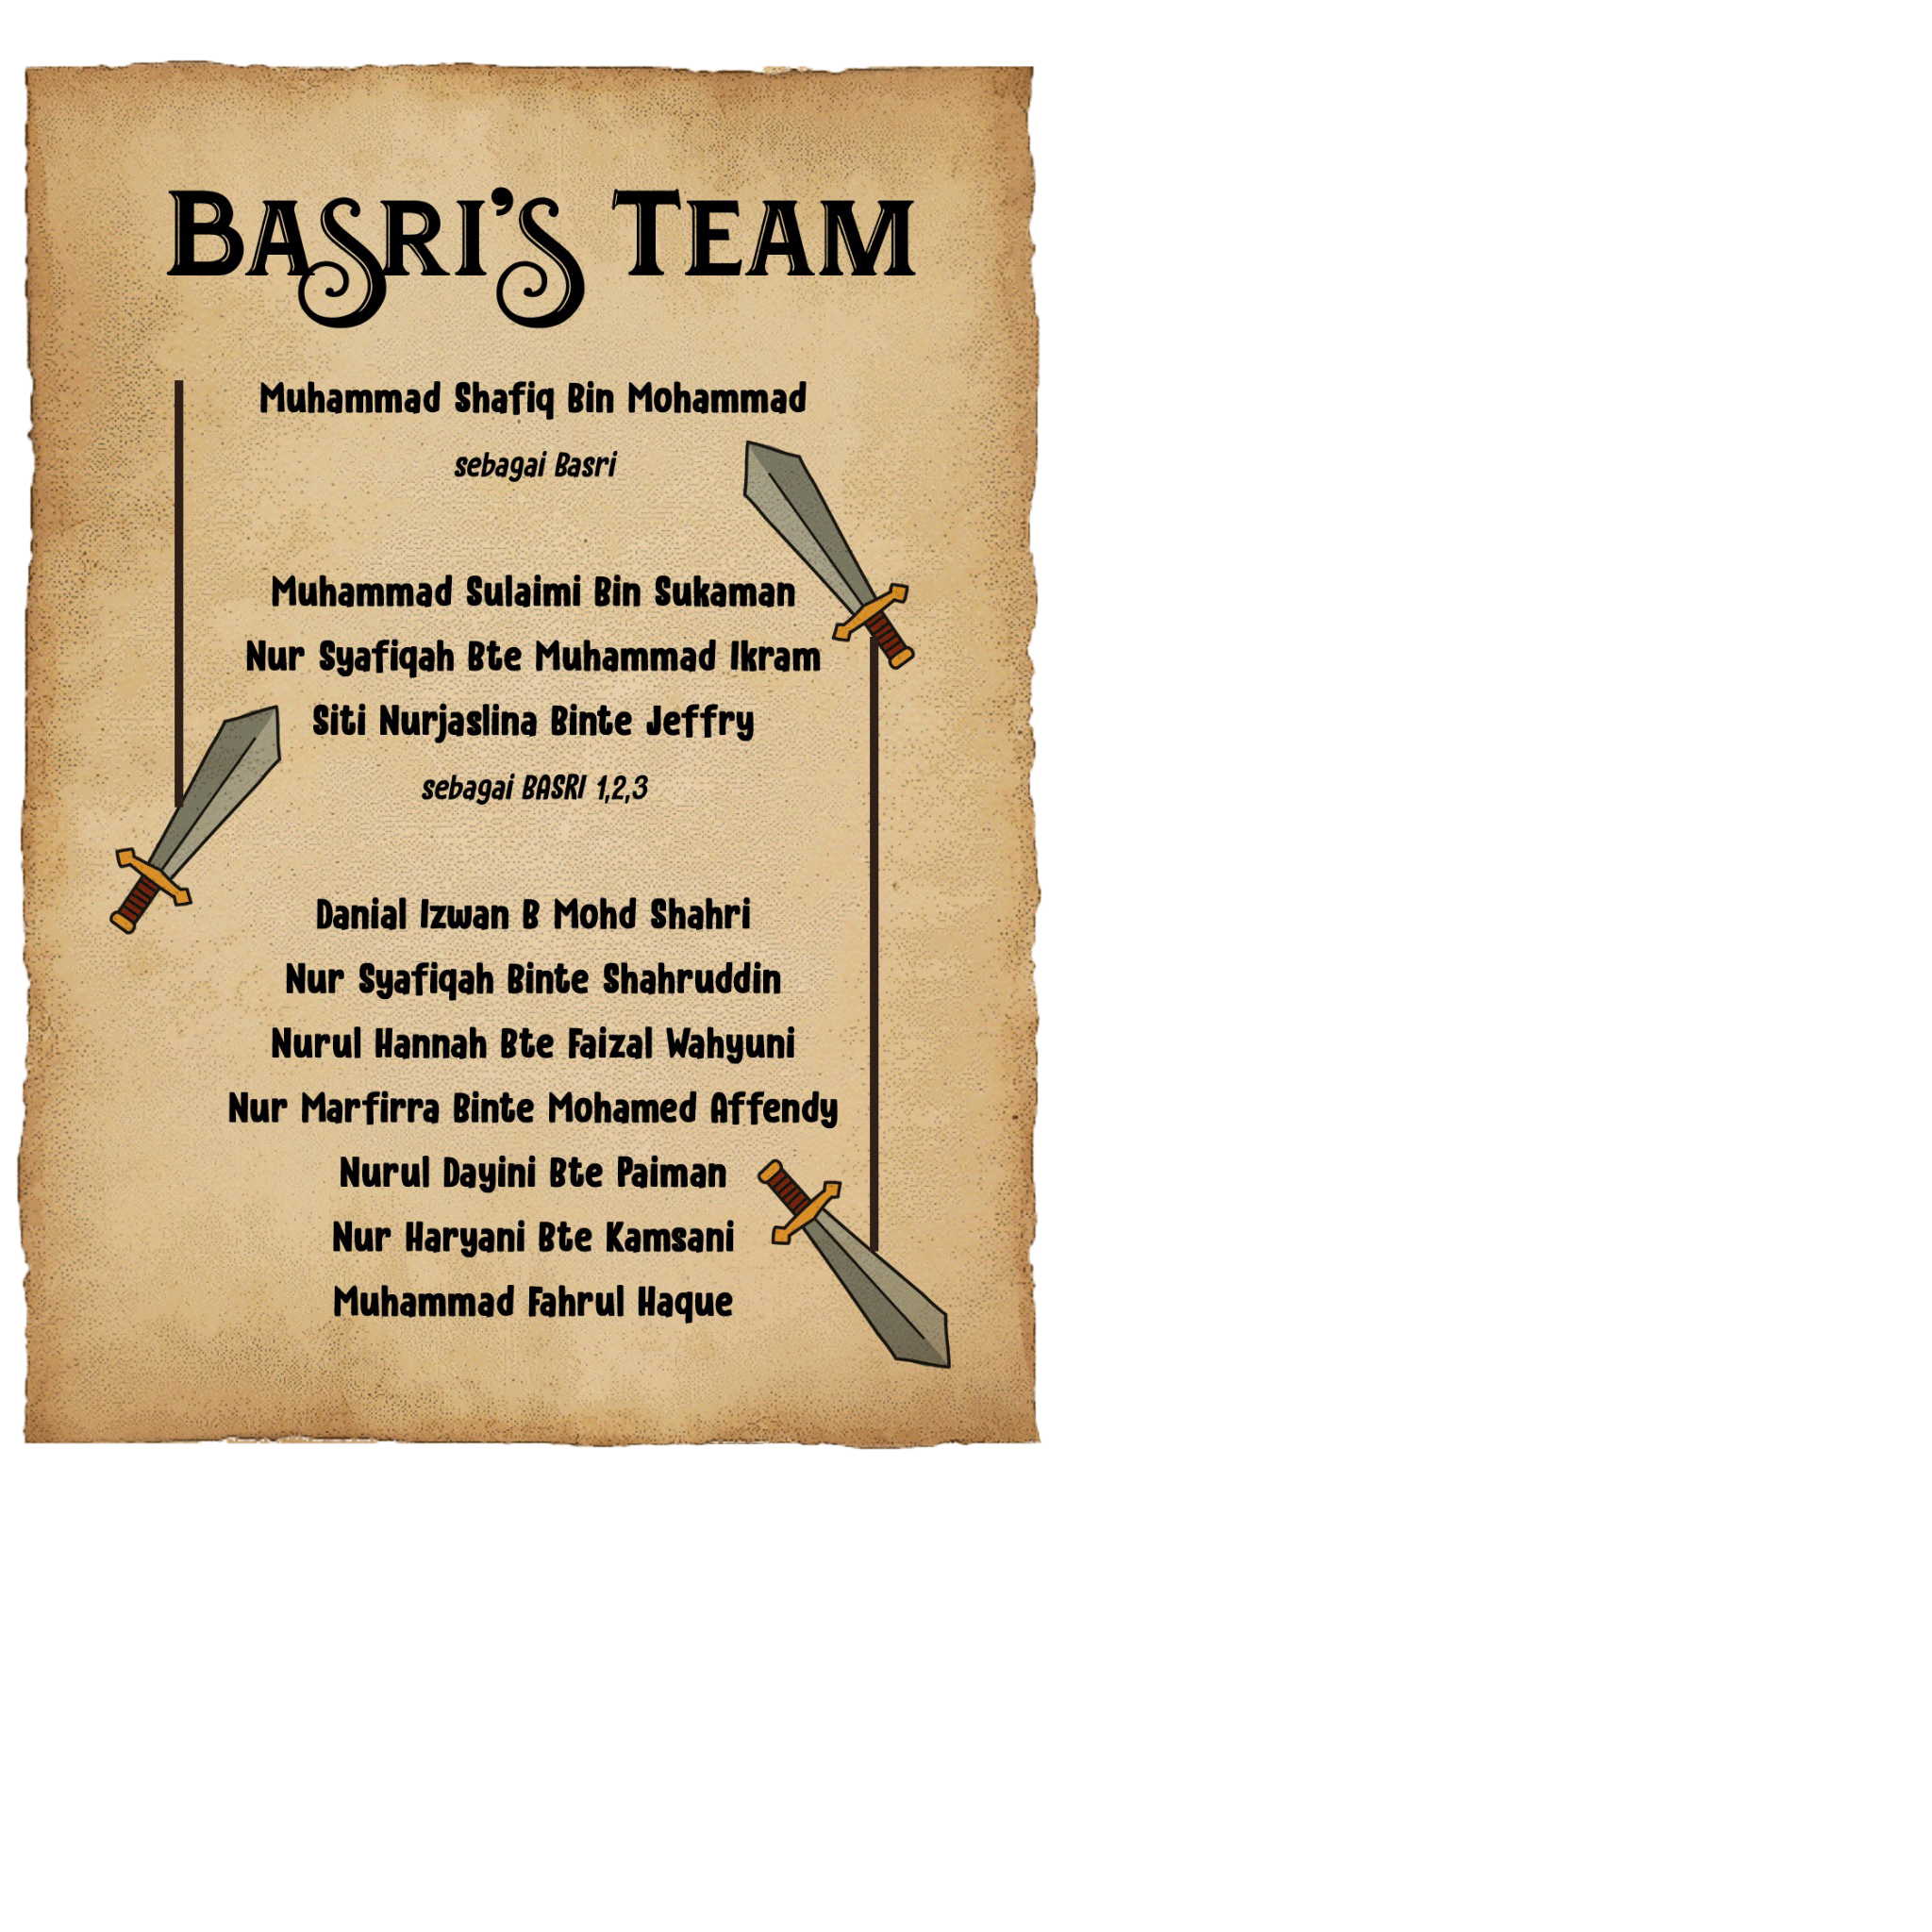 Basri's Team
Muhammad Shafiq Bin Mohammad
sebagai Basri
Muhammad Sulaimi Bin Sukaman
Nur Syafiqah Bte Muhammad Ikram
Siti Nurjaslina Binte Jeffry
sebagai BASRI 1,2,3
Danial Izwan B Mohd Shahri
Nur Syafiqah Binte Shahruddin
Nurul Hannah Bte Faizal Wahyuni
Nur Marfirra Binte Mohamed Affendy
Nurul Dayini Bte Paiman
Nur Haryani Bte Kamsani
Muhammad Fahrul Haque